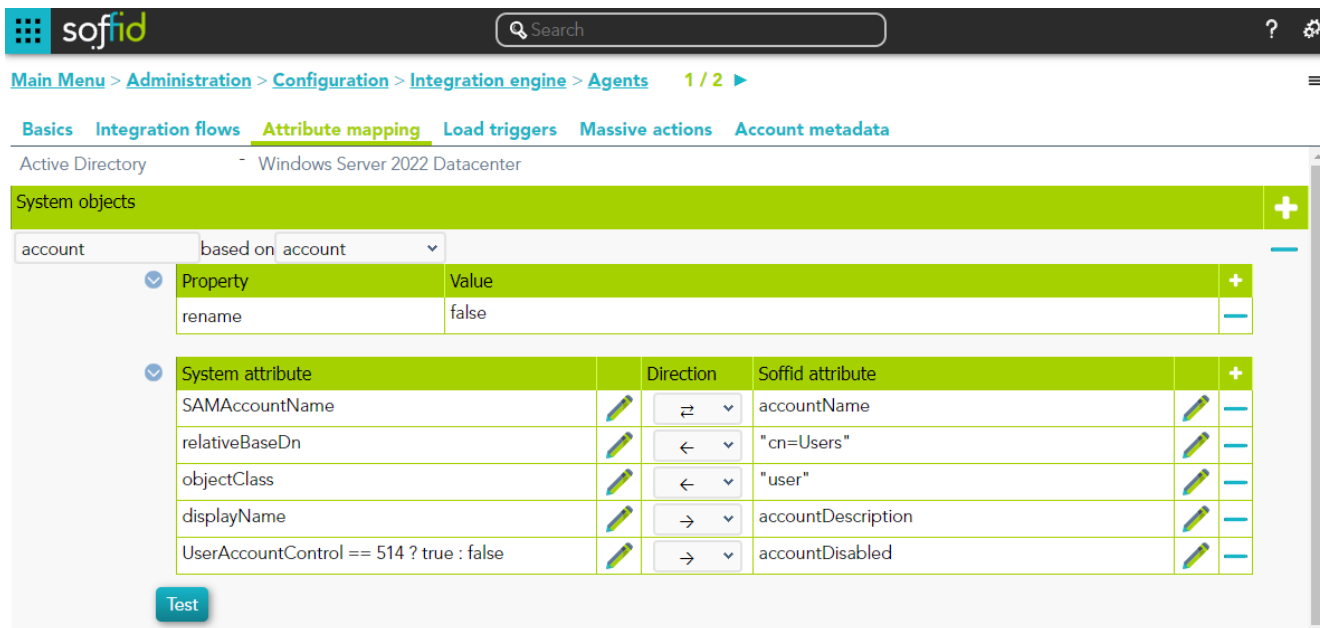 soffid Search ?
Main Menu > Administration > Configuration > Integration engine > Agents 1 / 2 ▶
Basics Integration flows Attribute mapping Load triggers Massive actions Account metadata
Active Directory - Windows Server 2022 Datacenter
System objects
account based on account
Property Value
rename false
System attribute Direction Soffid attribute
SAMAccountName ⇄ accountName
relativeBaseDn ← "cn=Users"
objectClass ← "user"
displayName → accountDescription
UserAccountControl == 514 ? true : false → accountDisabled
Test